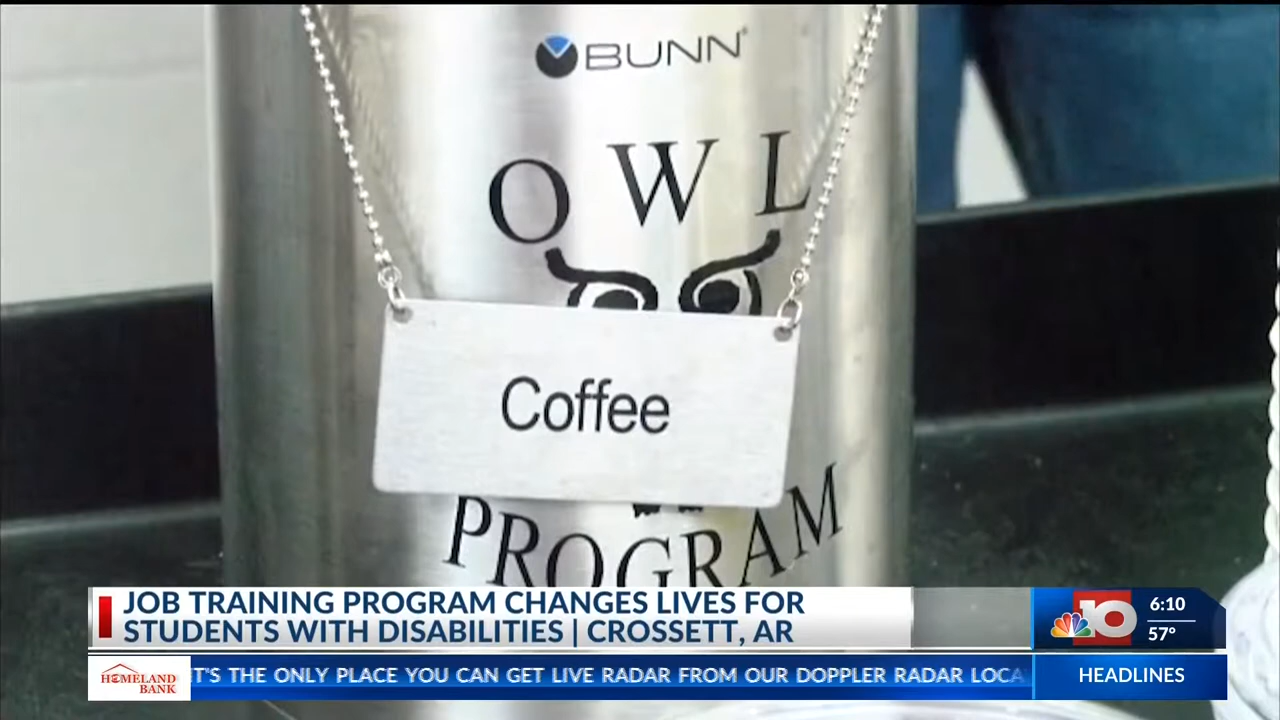 BUNN®
OWL
Coffee
PROGRAM
JOB TRAINING PROGRAM CHANGES LIVES FOR
STUDENTS WITH DISABILITIES | CROSSETT, AR
10
6:10
57°
HOMELAND
BANK
T'S THE ONLY PLACE YOU CAN GET LIVE RADAR FROM OUR DOPPLER RADAR LOCA
HEADLINES